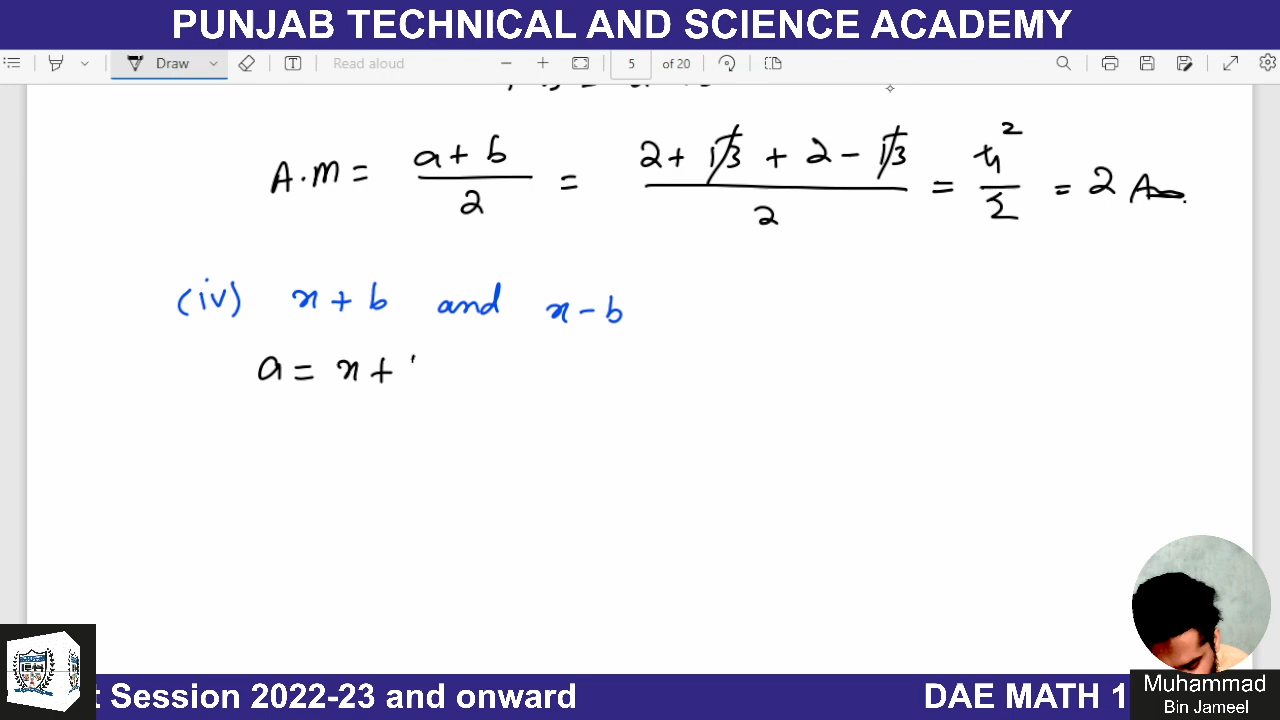 PUNJAB TECHNICAL AND SCIENCE ACADEMY
Draw
Read aloud
5 of 20
A.M = a + b / 2 = 2 + √3 + 2 - √3 / 2 = 4 2 / 2 = 2 Ans.
(iv) x + b and x - b
a = x +
t Session 2022-23 and onward
DAE MATH 1
Muhammad
Bin Jameel